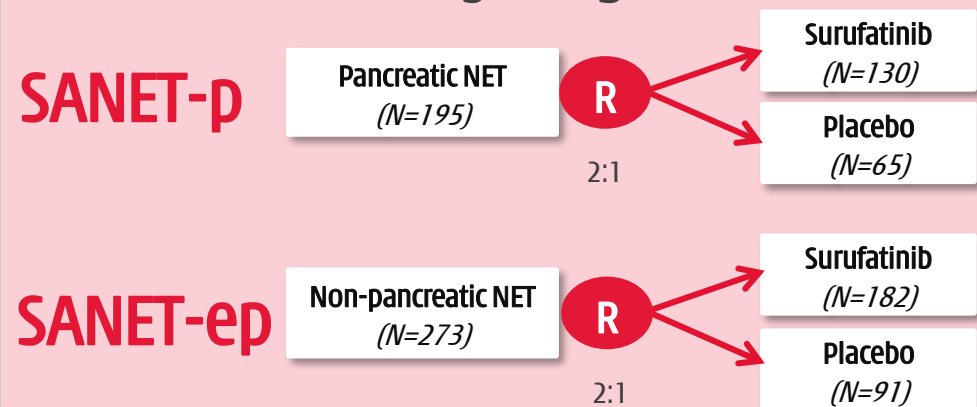 SANET-p
Pancreatic NET
(N=195)
R
2:1
Surufatinib
(N=130)
Placebo
(N=65)
SANET-ep
Non-pancreatic NET
(N=273)
R
2:1
Surufatinib
(N=182)
Placebo
(N=91)